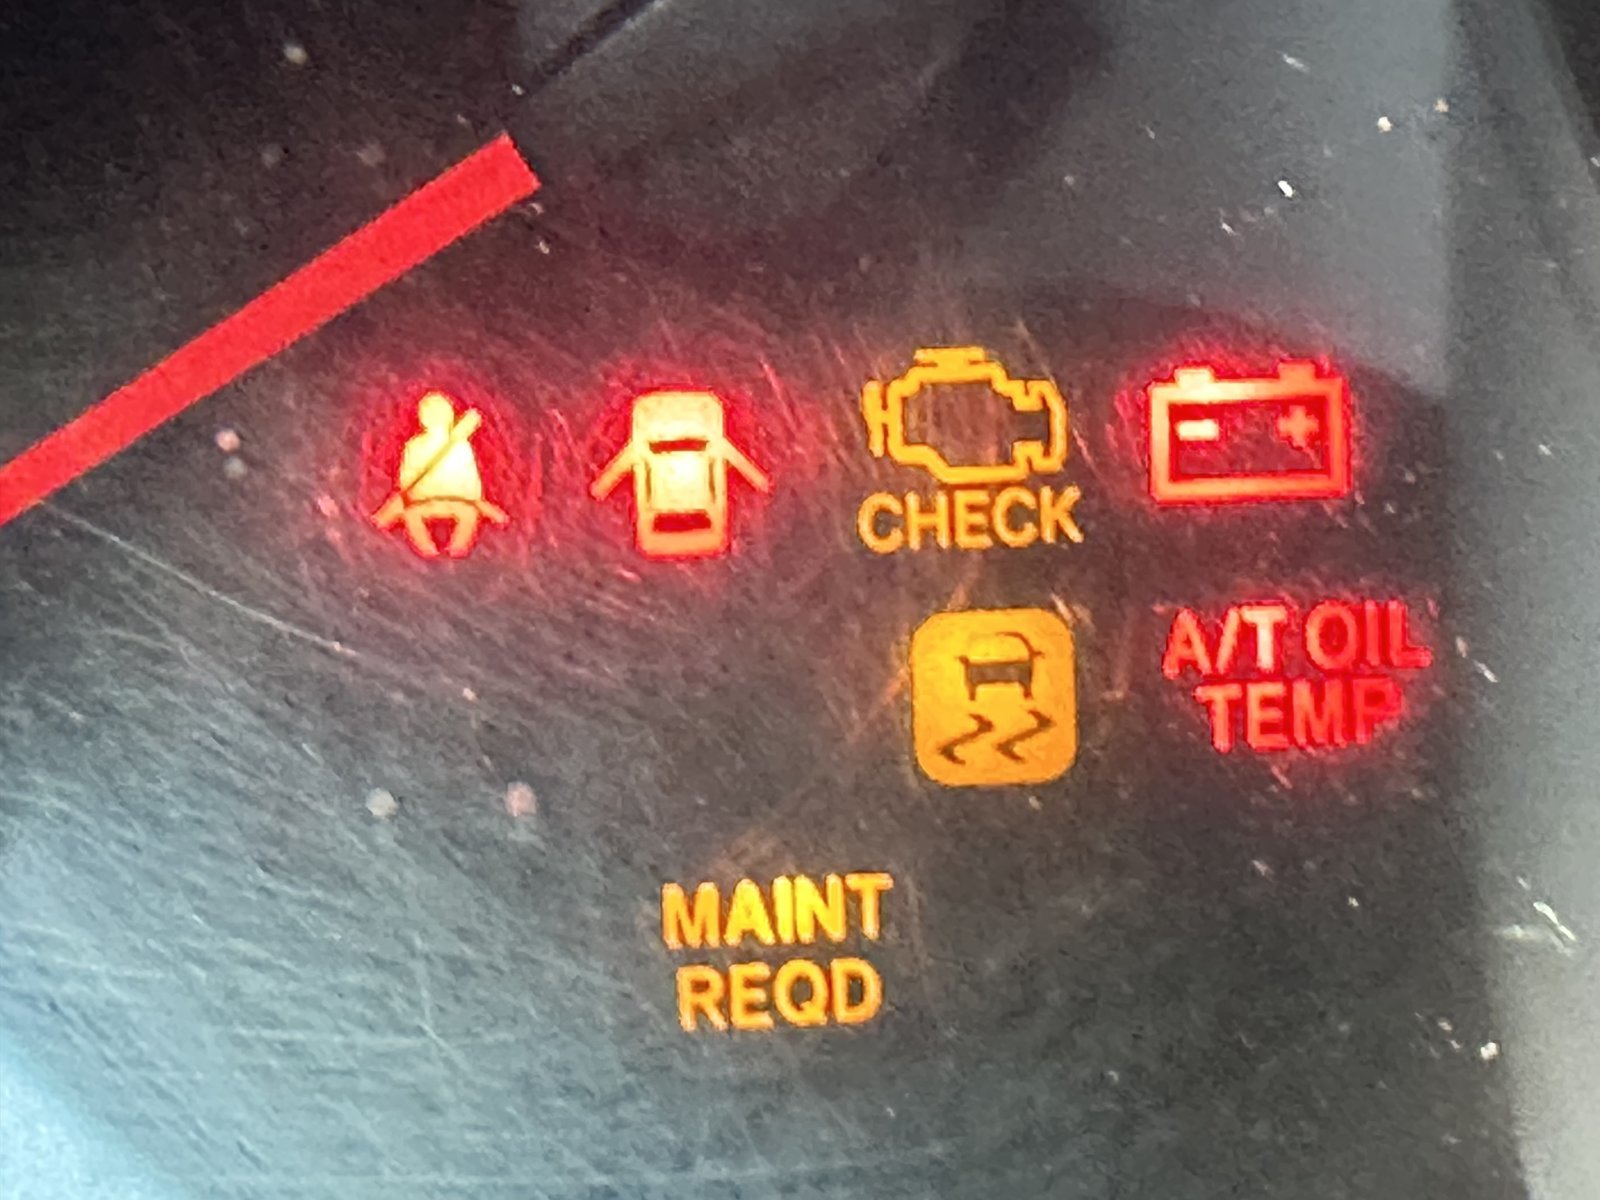 CHECK
A/T OIL
TEMP
MAINT
REQD